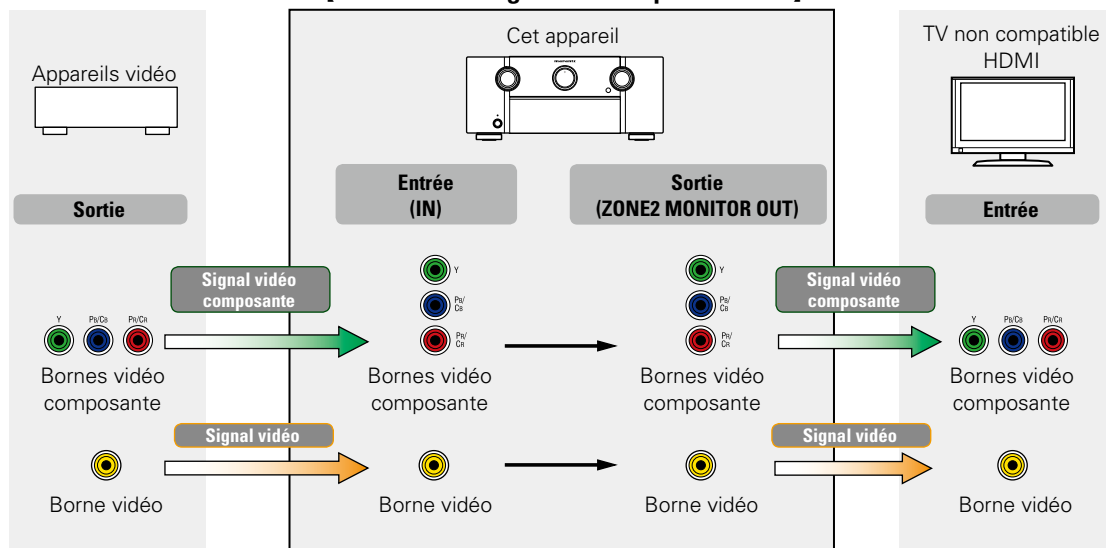 Cet appareil
TV non compatible
HDMI
Appareils vidéo
marantz
Entrée
(IN)
Sortie
(ZONE2 MONITOR OUT)
Sortie
Entrée
Signal vidéo
composante
Signal vidéo
composante
Y
PB/
CB
PR/
CR
Y
PB/
CB
PR/
CR
Y PB/CB PR/CR
Y PB/CB PR/CR
Bornes vidéo
composante
Bornes vidéo
composante
Bornes vidéo
composante
Bornes vidéo
composante
Signal vidéo
Signal vidéo
Borne vidéo
Borne vidéo
Borne vidéo
Borne vidéo